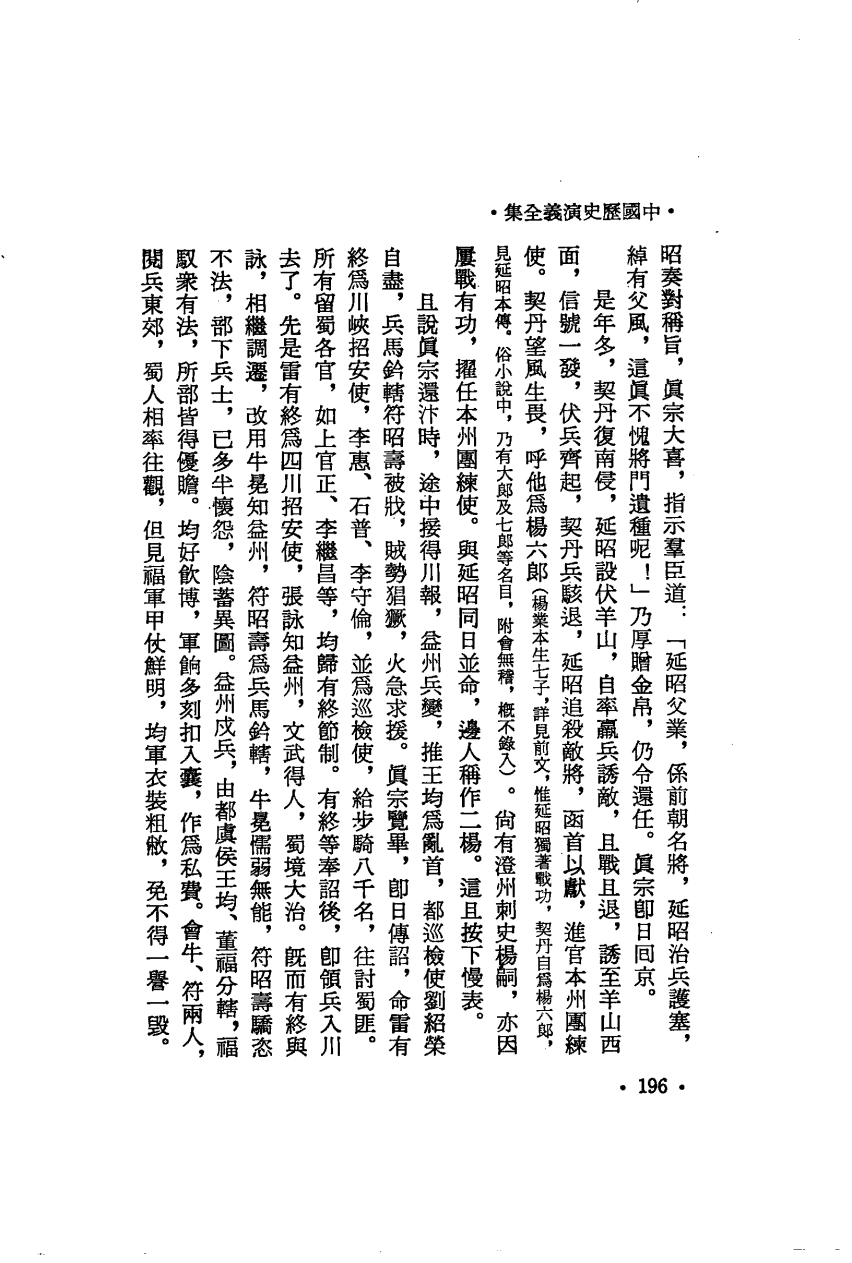 •中國歷史演義全集•
昭奏對稱旨，眞宗大喜，指示羣臣道：「延昭父業，係前朝名將，延昭治兵護塞，
綽有父風，這眞不愧將門遺種呢！」乃厚贈金帛，仍令還任。眞宗卽日囘京。
是年冬，契丹復南侵，延昭設伏羊山，自率羸兵誘敵，且戰且退，誘至羊山西
面，信號一發，伏兵齊起，契丹兵駭退，延昭追殺敵將，函首以獻，進官本州團練
使。契丹望風生畏，呼他爲楊六郎（楊業本生七子，詳見前文，惟延昭獨著戰功，契丹自爲楊六郎，
見延昭本傳。俗小說中，乃有大郎及七郎等名目，附會無稽，槪不錄入）。尙有澄州刺史楊嗣，亦因
屢戰有功，擢任本州團練使。與延昭同日並命，邊人稱作二楊。這且按下慢表。
且說眞宗還汴時，途中接得川報，益州兵變，推王均爲亂首，都巡檢使劉紹榮
自盡，兵馬鈐轄符昭壽被戕，賊勢猖獗，火急求援。眞宗覽畢，卽日傳詔，命雷有
終爲川峽招安使，李惠、石普、李守倫，並爲巡檢使，給步騎八千名，往討蜀匪。
所有留蜀各官，如上官正、李繼昌等，均歸有終節制。有終等奉詔後，卽領兵入川
去了。先是雷有終爲四川招安使，張詠知益州，文武得人，蜀境大治。旣而有終與
詠，相繼調遷，改用牛冕知益州，符昭壽爲兵馬鈐轄，牛冕懦弱無能，符昭壽驕恣
不法，部下兵士，已多半懷怨，陰蓄異圖。益州戍兵，由都虞侯王均、董福分轄，福
馭衆有法，所部皆得優贍。均好飮博，軍餉多刻扣入囊，作爲私費。會牛、符兩人，
閱兵東郊，蜀人相率往觀，但見福軍甲仗鮮明，均軍衣裝粗敝，免不得一譽一毀。
• 196 •